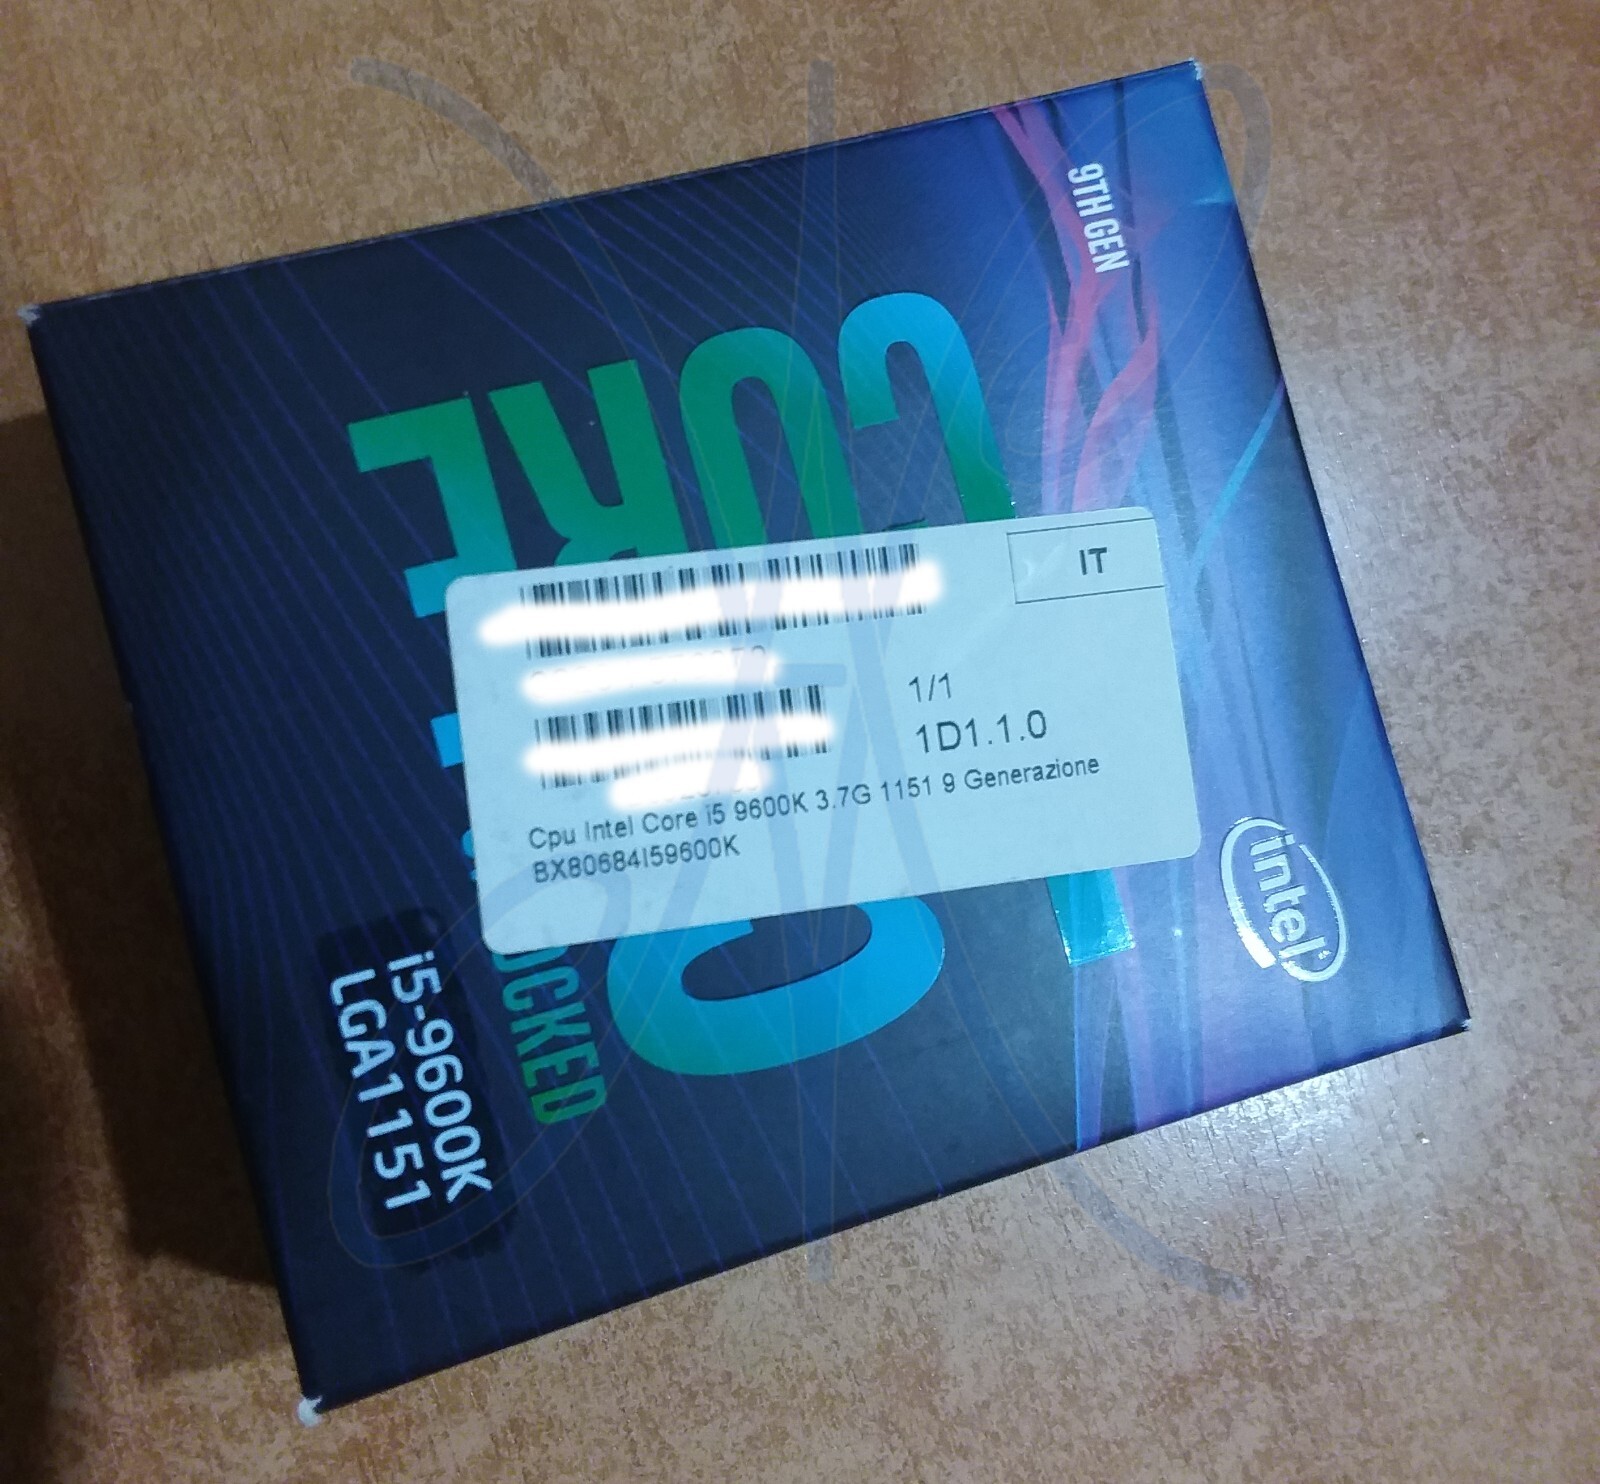 9TH GEN
CORE
OCKED
i5-9600K
LGA1151
intel
IT
1/1
1D1.1.0
Cpu Intel Core i5 9600K 3.7G 1151 9 Generazione
BX80684I59600K